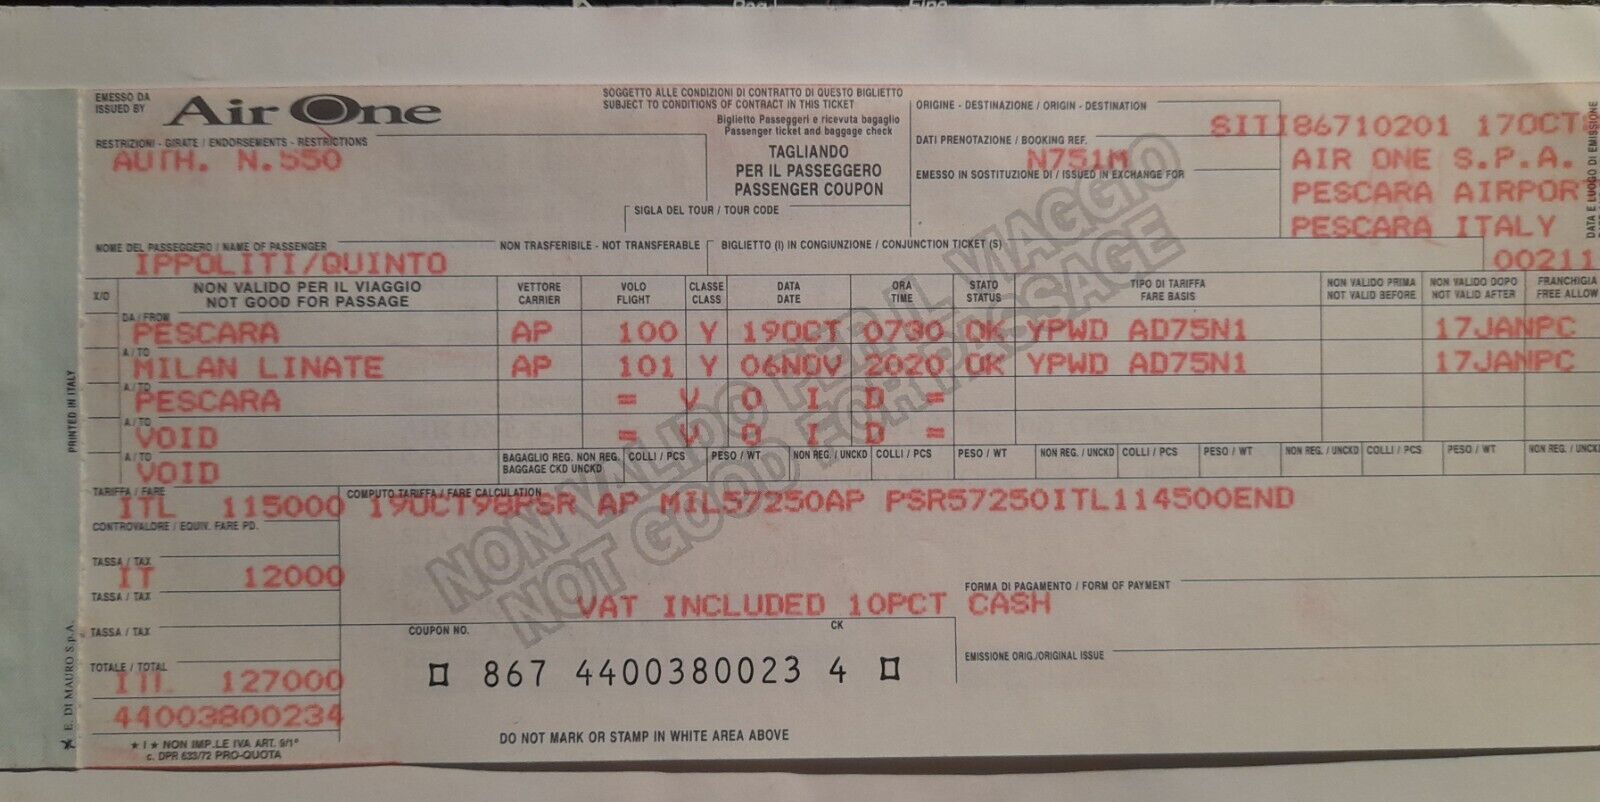 EMESSO DA
ISSUED BY
Air One
SOGGETTO ALLE CONDIZIONI DI CONTRATTO DI QUESTO BIGLIETTO
SUBJECT TO CONDITIONS OF CONTRACT IN THIS TICKET
Biglietto Passeggeri e ricevuta bagaglio
Passenger ticket and baggage check
TAGLIANDO
PER IL PASSEGGERO
PASSENGER COUPON
ORIGINE - DESTINAZIONE / ORIGIN - DESTINATION
SITI86710201 17OCT
RESTRIZIONI - GIRATE / ENDORSEMENTS - RESTRICTIONS
AUTH. N.550
DATI PRENOTAZIONE / BOOKING REF.
N751M
AIR ONE S.P.A.
EMESSO IN SOSTITUZIONE DI / ISSUED IN EXCHANGE FOR
PESCARA AIRPORT
PESCARA ITALY
DATA E LUOGO DI EMISSIONE
SIGLA DEL TOUR / TOUR CODE
NOME DEL PASSEGGERO / NAME OF PASSENGER
NON TRASFERIBILE - NOT TRANSFERABLE
BIGLIETTO (I) IN CONGIUNZIONE / CONJUNCTION TICKET (S)
IPPOLITI/QUINTO
00211
X/O NON VALIDO PER IL VIAGGIO VETTORE VOLO CLASSE DATA ORA STATO TIPO DI TARIFFA NON VALIDO PRIMA NON VALIDO DOPO FRANCHIGIA
NOT GOOD FOR PASSAGE CARRIER FLIGHT CLASS DATE TIME STATUS FARE BASIS NOT VALID BEFORE NOT VALID AFTER FREE ALLOW
DA / FROM
PESCARA AP 100 Y 19OCT 0730 OK YPWD AD75N1 17JANPC
A / TO
MILAN LINATE AP 101 Y 06NOV 2020 OK YPWD AD75N1 17JANPC
A / TO
PESCARA = V O I D =
A / TO
VOID = V O I D =
A / TO
VOID
BAGAGLIO REG. NON REG. COLLI / PCS PESO / WT NON REG. / UNCKD COLLI / PCS PESO / WT NON REG. / UNCKD COLLI / PCS PESO / WT NON REG. / UNCKD COLLI / PCS PESO / WT NON REG. / UNCKD
BAGGAGE CKD UNCKD
TARIFFA / FARE
ITL 115000
COMPUTO TARIFFA / FARE CALCULATION
19OCT98PSR AP MIL57250AP PSR57250ITL114500END
CONTROVALORE / EQUIV. FARE PD.
TASSA / TAX
IT 12000
TASSA / TAX
FORMA DI PAGAMENTO / FORM OF PAYMENT
VAT INCLUDED 10PCT CASH
TASSA / TAX
COUPON NO.
CK
EMISSIONE ORIG./ORIGINAL ISSUE
TOTALE / TOTAL
ITL 127000
867 4400380023 4
44003800234
★ I ★ NON IMP.LE IVA ART. 9/1°
c. DPR 633/72 PRO-QUOTA
DO NOT MARK OR STAMP IN WHITE AREA ABOVE
NON VALIDO PER IL VIAGGIO
NOT GOOD FOR PASSAGE
PRINTED IN ITALY
E. DI MAURO S.p.A.